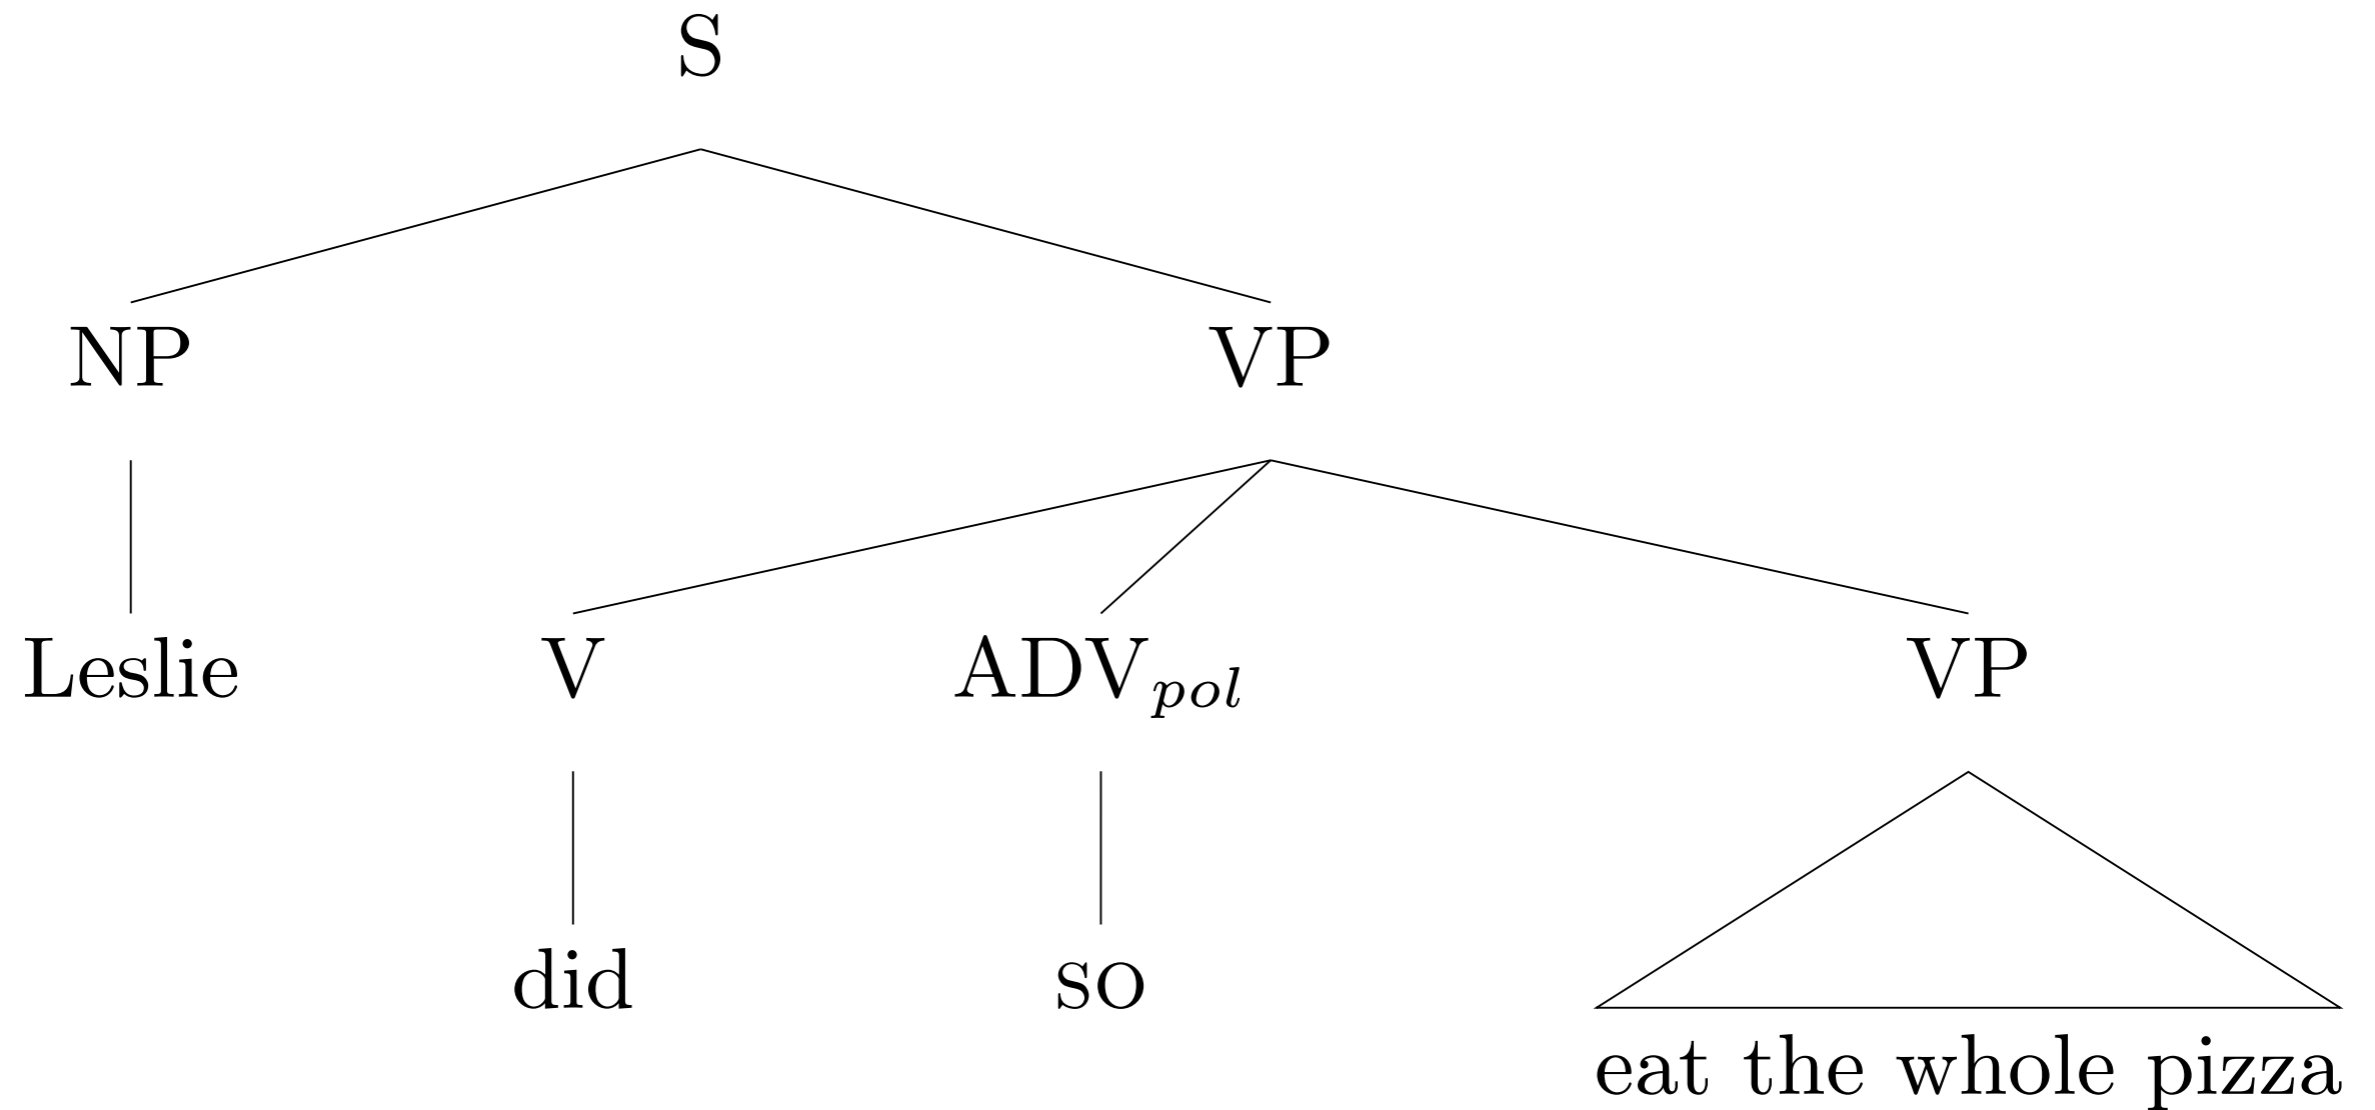 S
NP VP
Leslie V ADV_pol VP
did so
eat the whole pizza